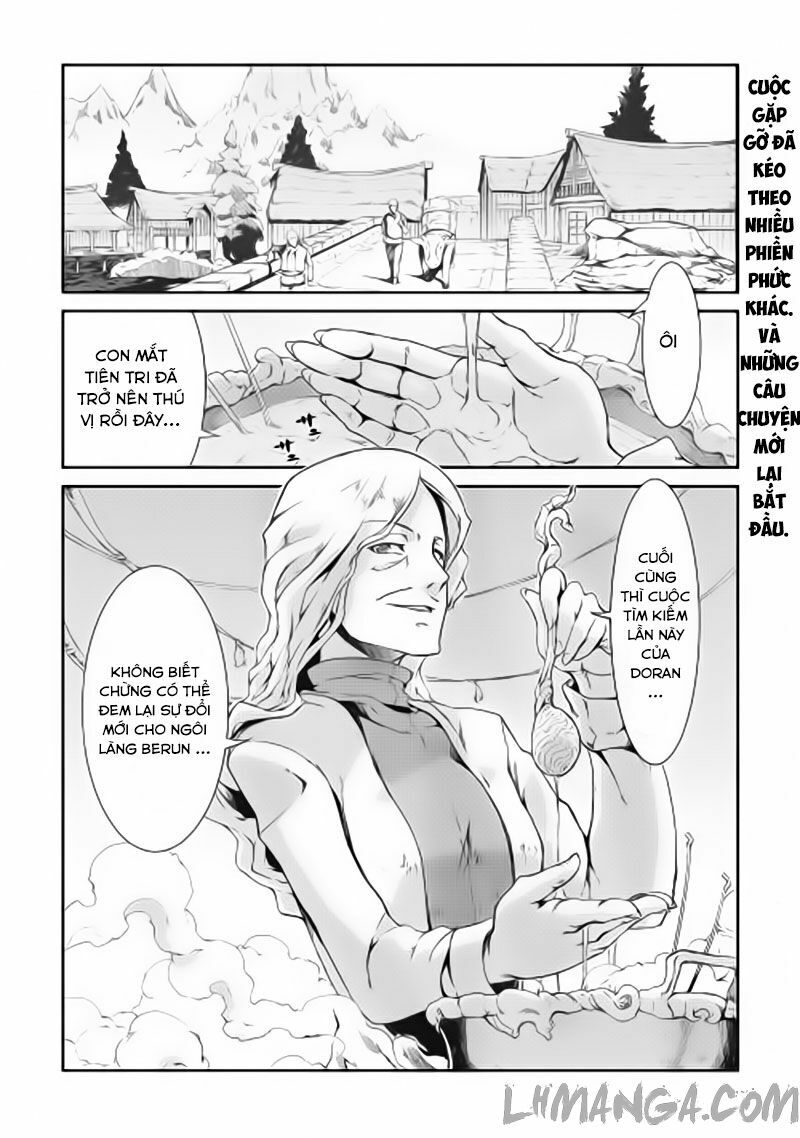 CUỘC
GẶP
GỠ ĐÃ
KÉO
THEO
NHIỀU
PHIỀN
PHỨC
KHÁC.
VÀ
NHỮNG
CÂU
CHUYỆN
MỚI
LẠI
BẮT
ĐẦU.
ÔI
CON MẮT
TIÊN TRI ĐÃ
TRỞ NÊN THÚ
VỊ RỒI ĐÂY...
CUỐI
CÙNG
THÌ CUỘC
TÌM KIẾM
LẦN NÀY
CỦA
DORAN
...
KHÔNG BIẾT
CHỪNG CÓ THỂ
ĐEM LẠI SỰ ĐỔI
MỚI CHO NGÔI
LÀNG BERUN ...
LHMANGA.COM